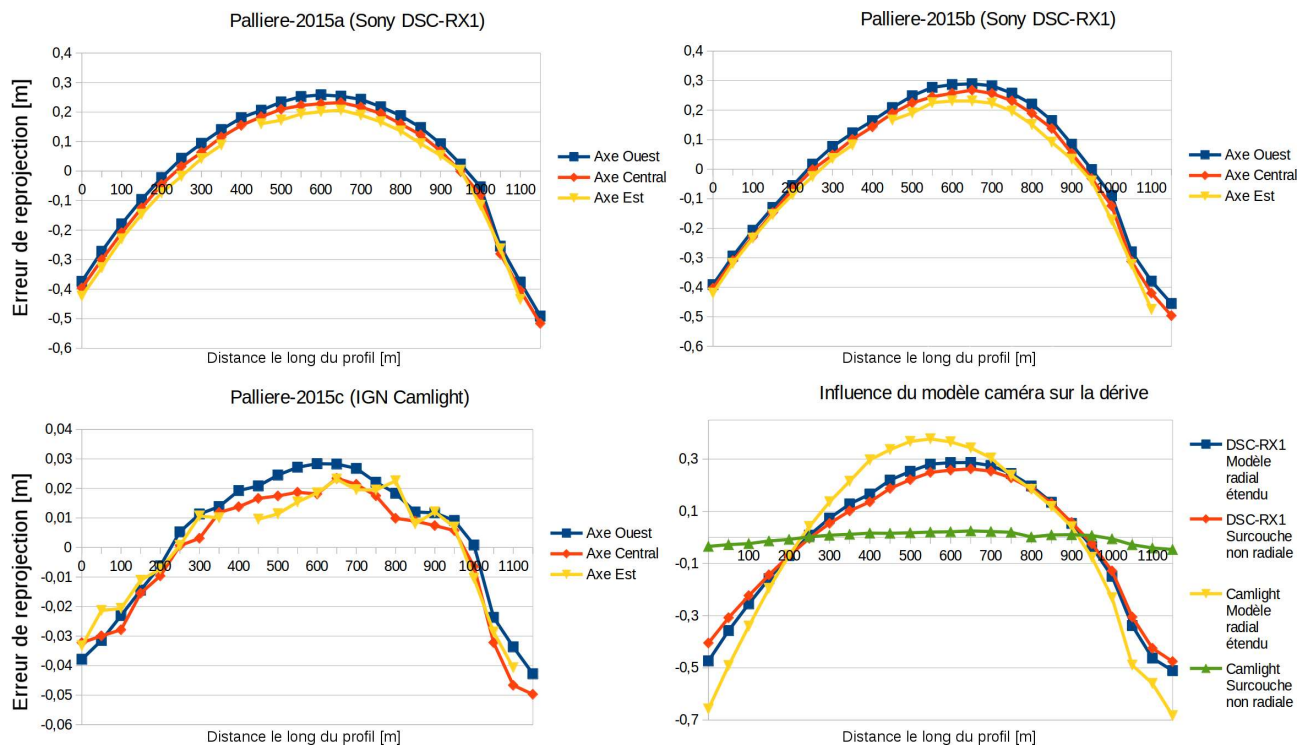 Palliere-2015a (Sony DSC-RX1)
Erreur de reprojection [m]
0,4
0,3
0,2
0,1
0
-0,1
-0,2
-0,3
-0,4
-0,5
-0,6
0 100 200 300 400 500 600 700 800 900 1000 1100
Distance le long du profil [m]
Axe Ouest
Axe Central
Axe Est
Palliere-2015b (Sony DSC-RX1)
0,4
0,3
0,2
0,1
0
-0,1
-0,2
-0,3
-0,4
-0,5
-0,6
0 100 200 300 400 500 600 700 800 900 1000 1100
Distance le long du profil [m]
Axe Ouest
Axe Central
Axe Est
Palliere-2015c (IGN Camlight)
Erreur de reprojection [m]
0,04
0,03
0,02
0,01
0
-0,01
-0,02
-0,03
-0,04
-0,05
-0,06
0 100 200 300 400 500 600 700 800 900 1000 1100
Distance le long du profil [m]
Axe Ouest
Axe Central
Axe Est
Influence du modèle caméra sur la dérive
0,3
0,1
-0,1
-0,3
-0,5
-0,7
100 200 300 400 500 600 700 800 900 1000 1100
Distance le long du profil [m]
DSC-RX1
Modèle
radial
étendu
DSC-RX1
Surcouche
non radiale
Camlight
Modèle
radial
étendu
Camlight
Surcouche
non radiale